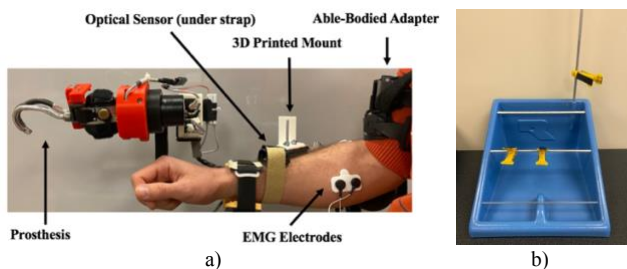 Optical Sensor (under strap)
Able-Bodied Adapter
3D Printed Mount
Prosthesis
EMG Electrodes
a)
b)